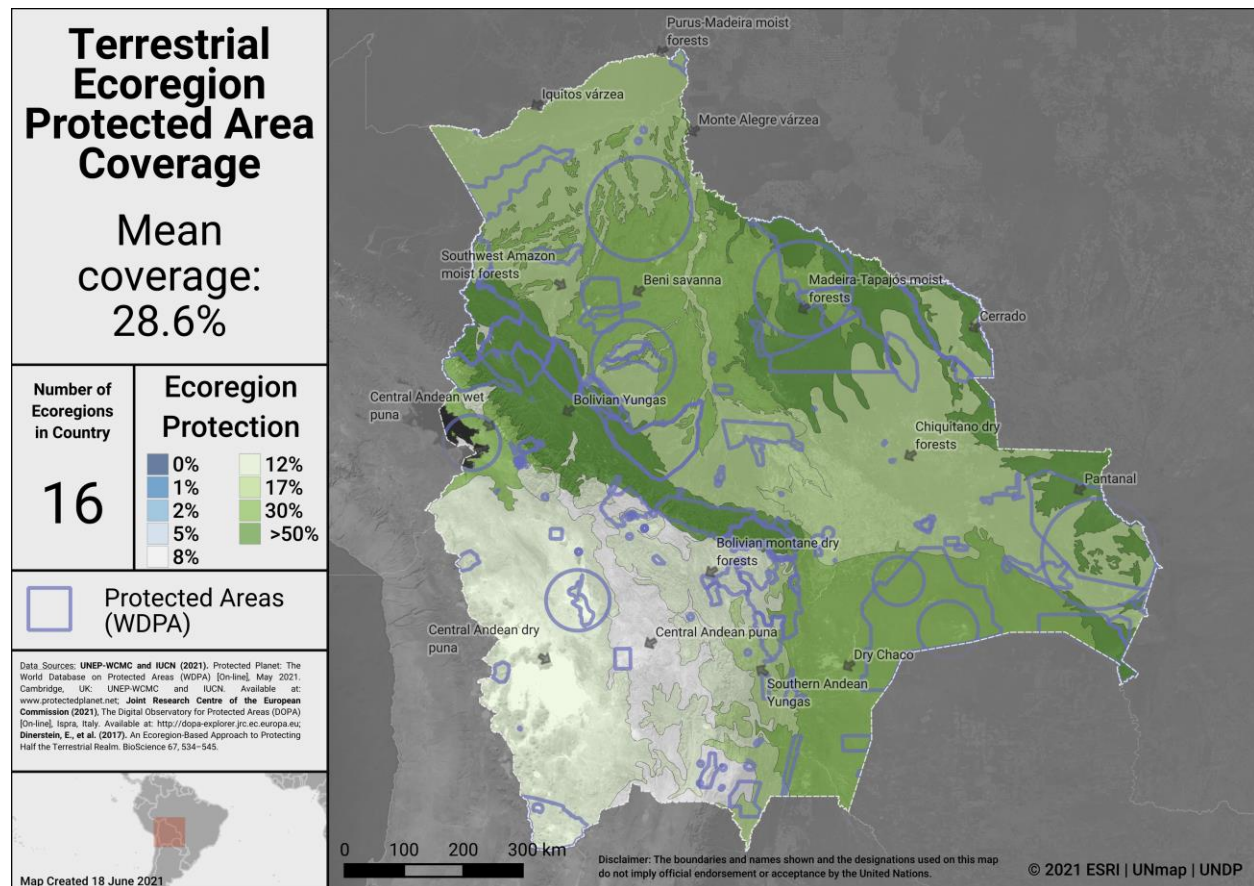 Terrestrial
Ecoregion
Protected Area
Coverage
Mean
coverage:
28.6%
Number of
Ecoregions
in Country
16
Ecoregion
Protection
0%
1%
2%
5%
8%
12%
17%
30%
>50%
Protected Areas
(WDPA)
Data Sources: UNEP-WCMC and IUCN (2021). Protected Planet: The
World Database on Protected Areas (WDPA) [On-line], May 2021.
Cambridge, UK: UNEP-WCMC and IUCN. Available at:
www.protectedplanet.net; Joint Research Centre of the European
Commission (2021), The Digital Observatory for Protected Areas (DOPA)
[On-line], Ispra, Italy. Available at: http://dopa-explorer.jrc.ec.europa.eu;
Dinerstein, E., et al. (2017). An Ecoregion-Based Approach to Protecting
Half the Terrestrial Realm. BioScience 67, 534–545.
Map Created 18 June 2021
Purus-Madeira moist
forests
Iquitos várzea
Monte Alegre várzea
Southwest Amazon
moist forests
Beni savanna
Madeira-Tapajós moist
forests
Cerrado
Central Andean wet
puna
Bolivian Yungas
Chiquitano dry
forests
Pantanal
Bolivian montane dry
forests
Central Andean dry
puna
Central Andean puna
Dry Chaco
Southern Andean
Yungas
0 100 200 300 km
Disclaimer: The boundaries and names shown and the designations used on this map
do not imply official endorsement or acceptance by the United Nations.
© 2021 ESRI | UNmap | UNDP